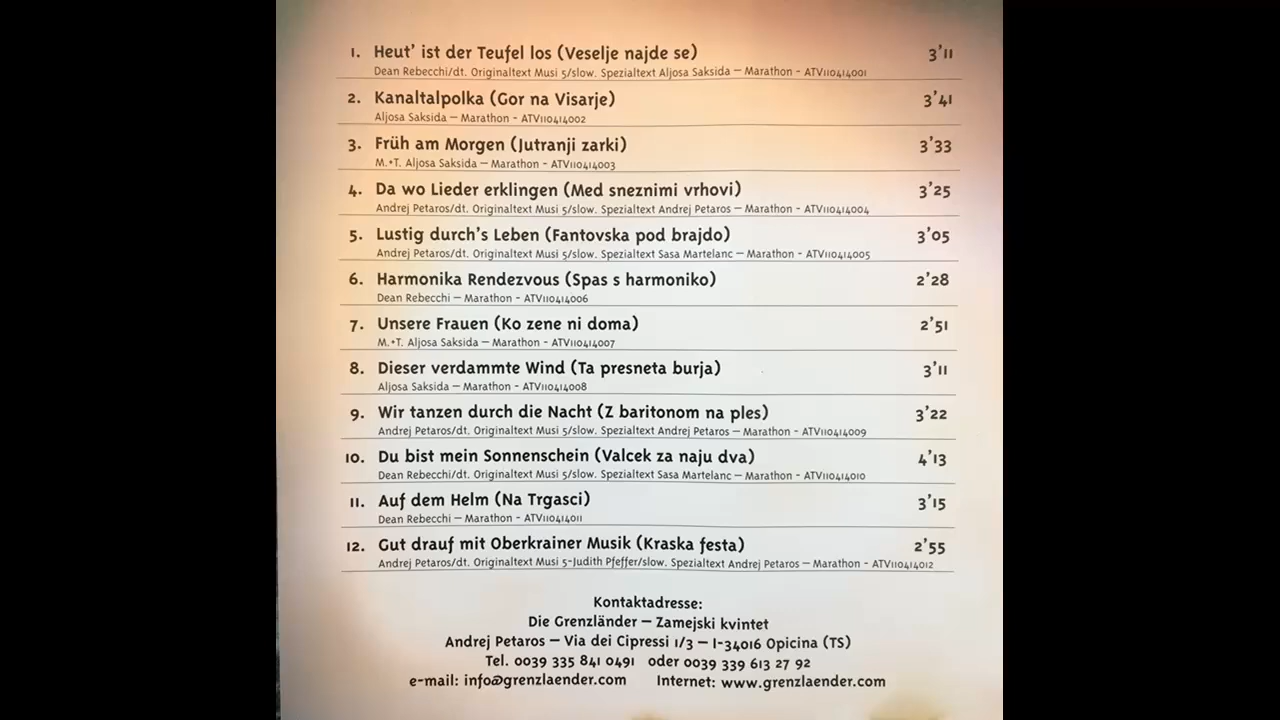 1. Heut' ist der Teufel los (Veselje najde se) 3'11
Dean Rebecchi/dt. Originaltext Musi 5/slow. Spezialtext Aljosa Saksida – Marathon - ATV110414001
2. Kanaltalpolka (Gor na Visarje) 3'41
Aljosa Saksida – Marathon - ATV110414002
3. Früh am Morgen (Jutranji zarki) 3'33
M.+T. Aljosa Saksida – Marathon - ATV110414003
4. Da wo Lieder erklingen (Med sneznimi vrhovi) 3'25
Andrej Petaros/dt. Originaltext Musi 5/slow. Spezialtext Andrej Petaros – Marathon - ATV110414004
5. Lustig durch's Leben (Fantovska pod brajdo) 3'05
Andrej Petaros/dt. Originaltext Musi 5/slow. Spezialtext Sasa Martelanc – Marathon - ATV110414005
6. Harmonika Rendezvous (Spas s harmoniko) 2'28
Dean Rebecchi – Marathon - ATV110414006
7. Unsere Frauen (Ko zene ni doma) 2'51
M.+T. Aljosa Saksida – Marathon - ATV110414007
8. Dieser verdammte Wind (Ta presneta burja) 3'11
Aljosa Saksida – Marathon - ATV110414008
9. Wir tanzen durch die Nacht (Z baritonom na ples) 3'22
Andrej Petaros/dt. Originaltext Musi 5/slow. Spezialtext Andrej Petaros – Marathon - ATV110414009
10. Du bist mein Sonnenschein (Valcek za naju dva) 4'13
Dean Rebecchi/dt. Originaltext Musi 5/slow. Spezialtext Sasa Martelanc – Marathon - ATV110414010
11. Auf dem Helm (Na Trgasci) 3'15
Dean Rebecchi – Marathon - ATV110414011
12. Gut drauf mit Oberkrainer Musik (Kraska festa) 2'55
Andrej Petaros/dt. Originaltext Musi 5-Judith Pfeffer/slow. Spezialtext Andrej Petaros – Marathon - ATV110414012
Kontaktadresse:
Die Grenzländer – Zamejski kvintet
Andrej Petaros – Via dei Cipressi 1/3 – I-34016 Opicina (TS)
Tel. 0039 335 841 0491 oder 0039 339 613 27 92
e-mail: info@grenzlaender.com Internet: www.grenzlaender.com